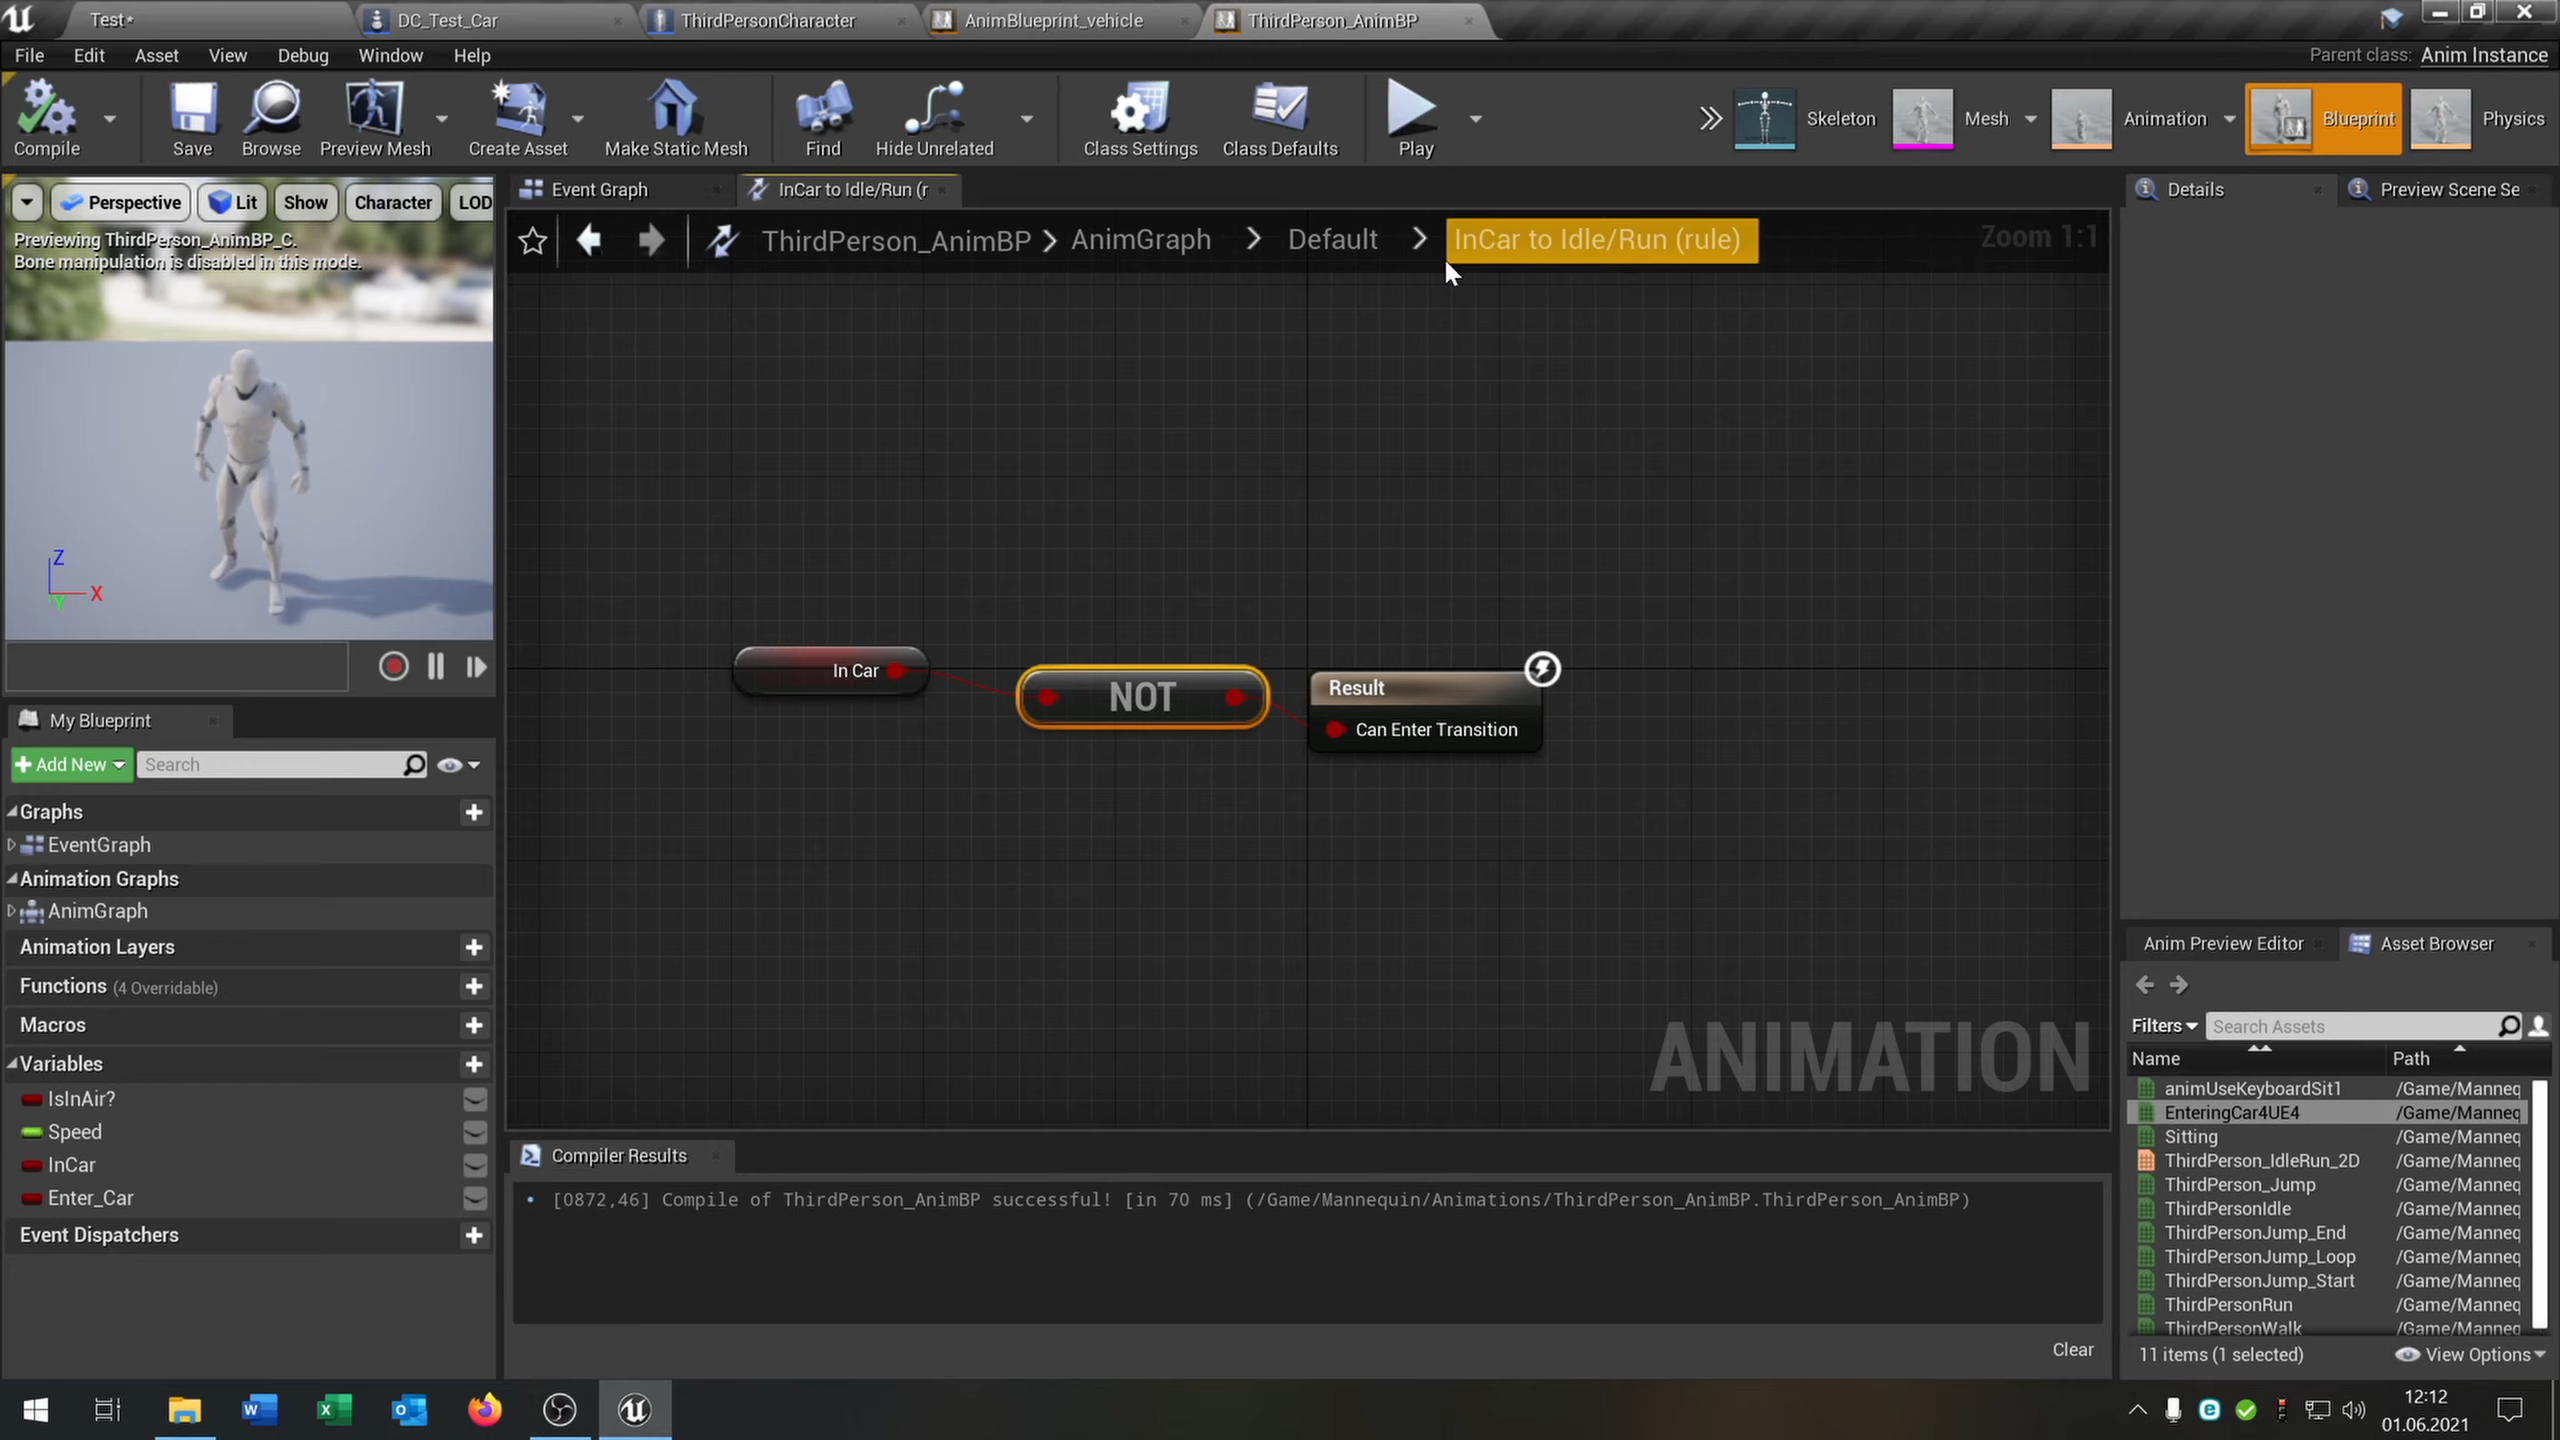 Test*
DC_Test_Car
ThirdPersonCharacter
AnimBlueprint_vehicle
ThirdPerson_AnimBP
File Edit Asset View Debug Window Help
Parent class: Anim Instance
Compile
Save
Browse
Preview Mesh
Create Asset
Make Static Mesh
Find
Hide Unrelated
Class Settings
Class Defaults
Play
Skeleton
Mesh
Animation
Blueprint
Physics
Perspective
Lit
Show
Character
LOD
Previewing ThirdPerson_AnimBP_C.
Bone manipulation is disabled in this mode.
Z
X
Y
Event Graph
InCar to Idle/Run (r
ThirdPerson_AnimBP > AnimGraph > Default > InCar to Idle/Run (rule)
Zoom 1:1
In Car
NOT
Result
Can Enter Transition
ANIMATION
My Blueprint
Add New
Search
Graphs
EventGraph
Animation Graphs
AnimGraph
Animation Layers
Functions (4 Overridable)
Macros
Variables
IsInAir?
Speed
InCar
Enter_Car
Event Dispatchers
Compiler Results
• [0872,46] Compile of ThirdPerson_AnimBP successful! [in 70 ms] (/Game/Mannequin/Animations/ThirdPerson_AnimBP.ThirdPerson_AnimBP)
Clear
Details
Preview Scene Se
Anim Preview Editor
Asset Browser
Filters
Search Assets
Name Path
animUseKeyboardSit1 /Game/Manneq
EnteringCar4UE4 /Game/Manneq
Sitting /Game/Manneq
ThirdPerson_IdleRun_2D /Game/Manneq
ThirdPerson_Jump /Game/Manneq
ThirdPersonIdle /Game/Manneq
ThirdPersonJump_End /Game/Manneq
ThirdPersonJump_Loop /Game/Manneq
ThirdPersonJump_Start /Game/Manneq
ThirdPersonRun /Game/Manneq
ThirdPersonWalk /Game/Manneq
11 items (1 selected)
View Options
12:12
01.06.2021